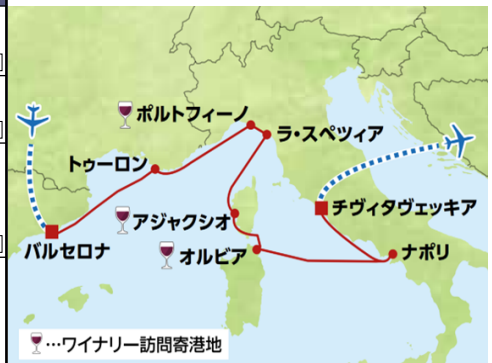 ポルトフィーノ
ラ・スペツィア
トゥーロン
チヴィタヴェッキア
アジャクシオ
バルセロナ
オルビア
ナポリ
…ワイナリー訪問寄港地